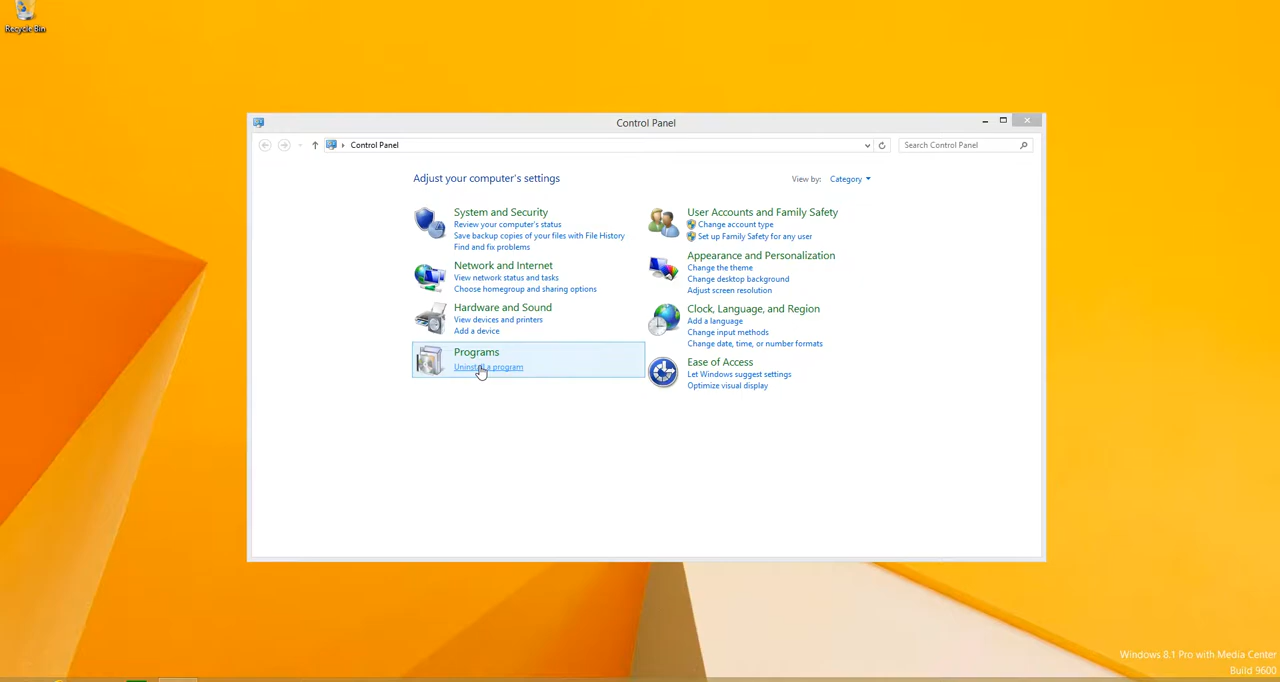 Recycle Bin
Control Panel
Control Panel
Search Control Panel
Adjust your computer's settings
View by: Category
System and Security
Review your computer's status
Save backup copies of your files with File History
Find and fix problems
Network and Internet
View network status and tasks
Choose homegroup and sharing options
Hardware and Sound
View devices and printers
Add a device
Programs
Uninstall a program
User Accounts and Family Safety
Change account type
Set up Family Safety for any user
Appearance and Personalization
Change the theme
Change desktop background
Adjust screen resolution
Clock, Language, and Region
Add a language
Change input methods
Change date, time, or number formats
Ease of Access
Let Windows suggest settings
Optimize visual display
Windows 8.1 Pro with Media Center
Build 9600